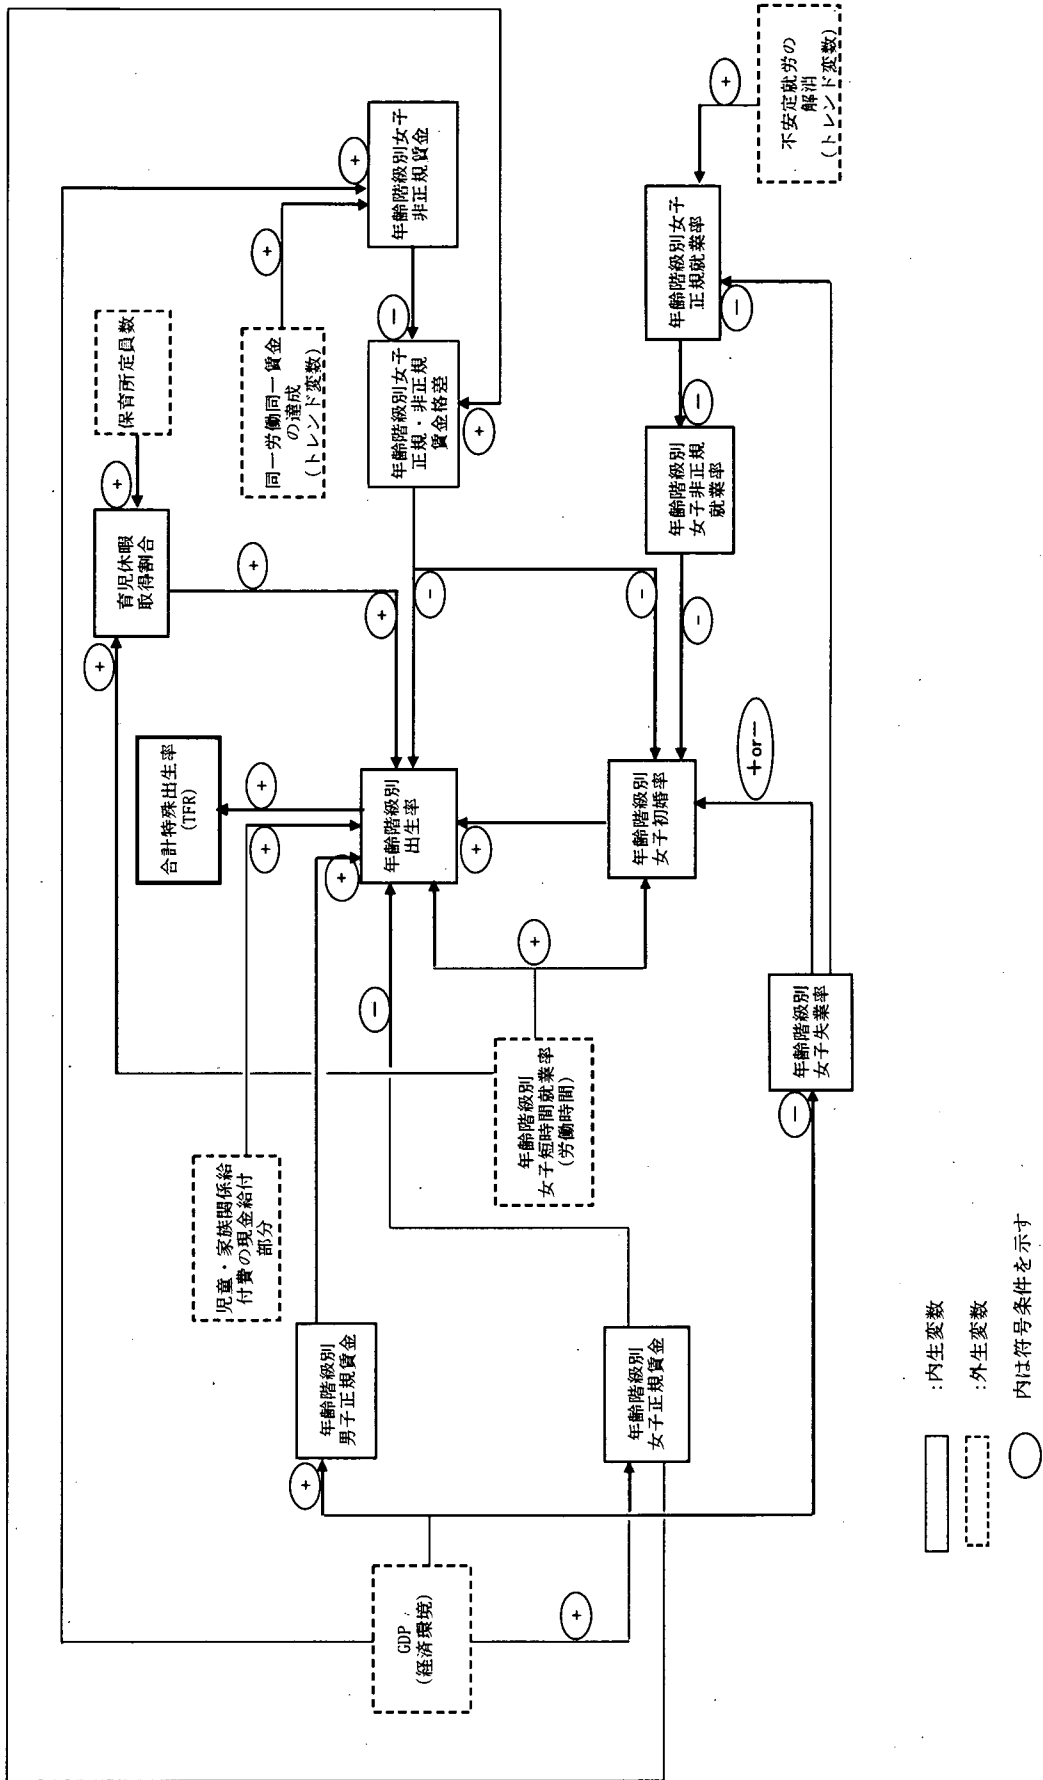 GDP
(経済環境)
年齢階級別
男子正規賃金
年齢階級別
女子正規賃金
児童・家族関係給
付費の現金給付
部分
年齢階級別
女子短時間就業率
(労働時間)
年齢階級別
女子失業率
合計特殊出生率
(TFR)
年齢階級別
出生率
年齢階級別
女子初婚率
育児休暇
取得割合
保育所定員数
同一労働同一賃金
の達成
(トレンド変数)
年齢階級別女子
非正規賃金
年齢階級別女子
正規・非正規
賃金格差
年齢階級別
女子非正規
就業率
年齢階級別女子
正規就業率
不安定就労の
解消
(トレンド変数)
+
+
+
-
-
+
+
+
+
+
+
+
+
+
-
-
-
+or-
+
+
-
+
-
-
+
:内生変数
:外生変数
内は符号条件を示す